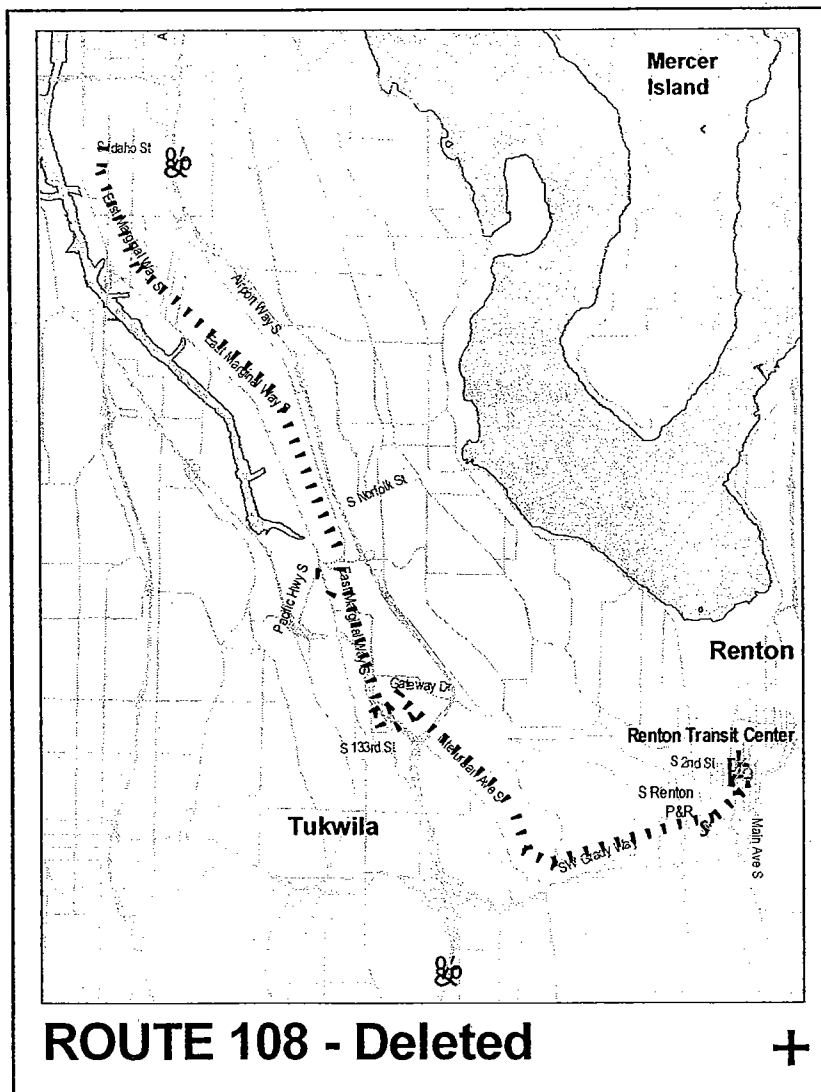 Mercer
Island
S Idaho St
East Marginal Way S
Airport Way S
East Marginal Way S
S Norfolk St
Pacific Hwy S
East Marginal Way S
Renton
Gateway Dr
S 133rd St
Interurban Ave S
Renton Transit Center
S 2nd St
S Renton
P&R
Tukwila
SW Grady Way
Main Ave S
ROUTE 108 - Deleted